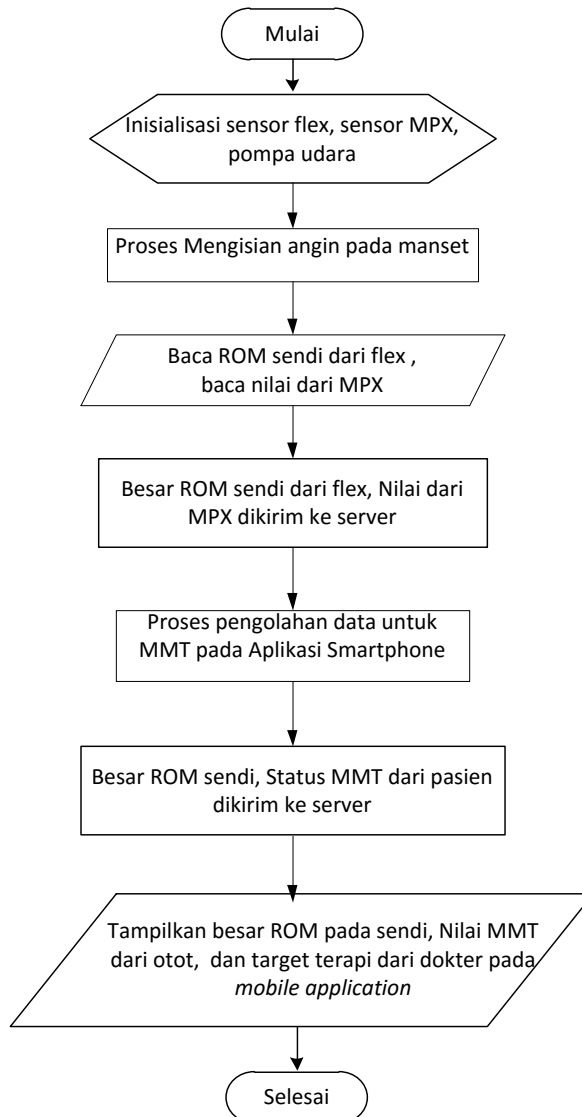 Mulai
Inisialisasi sensor flex, sensor MPX,
pompa udara
Proses Mengisian angin pada manset
Baca ROM sendi dari flex ,
baca nilai dari MPX
Besar ROM sendi dari flex, Nilai dari
MPX dikirim ke server
Proses pengolahan data untuk
MMT pada Aplikasi Smartphone
Besar ROM sendi, Status MMT dari pasien
dikirim ke server
Tampilkan besar ROM pada sendi, Nilai MMT
dari otot, dan target terapi dari dokter pada
mobile application
Selesai